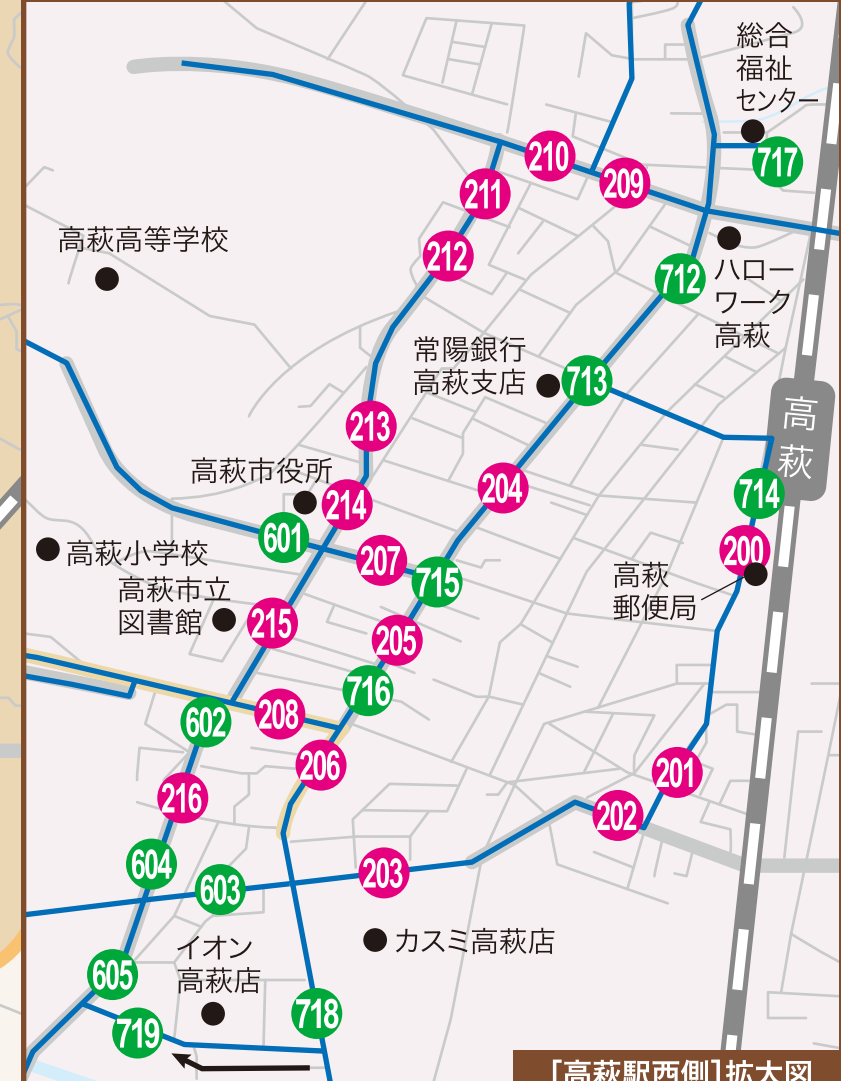 総合
福祉
センター
717
210
209
211
高萩高等学校
212
712
ハロー
ワーク
高萩
常陽銀行
高萩支店
713
高萩
213
高萩市役所
204
714
214
601
200
207
高萩小学校
715
高萩
郵便局
高萩市立
図書館
215
205
716
602
208
206
201
216
202
604
603
203
イオン
高萩店
カスミ高萩店
605
718
719
[高萩駅西側]拡大図